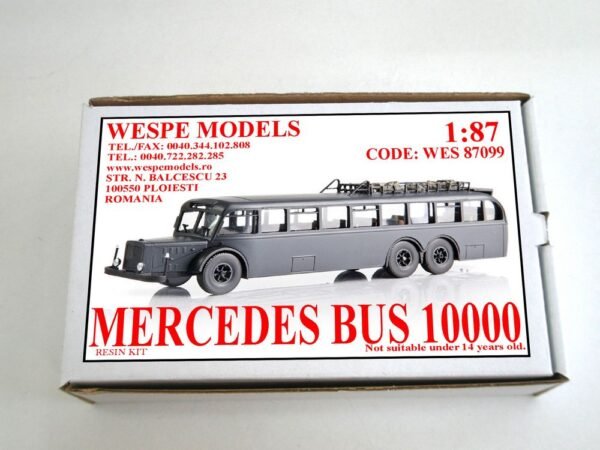 WESPE MODELS
TEL./FAX: 0040.344.102.808
TEL.: 0040.722.282.285
www.wespemodels.ro
STR. N. BALCESCU 23
100550 PLOIESTI
ROMANIA
1:87
CODE: WES 87099
MERCEDES BUS 10000
RESIN KIT
Not suitable under 14 years old.